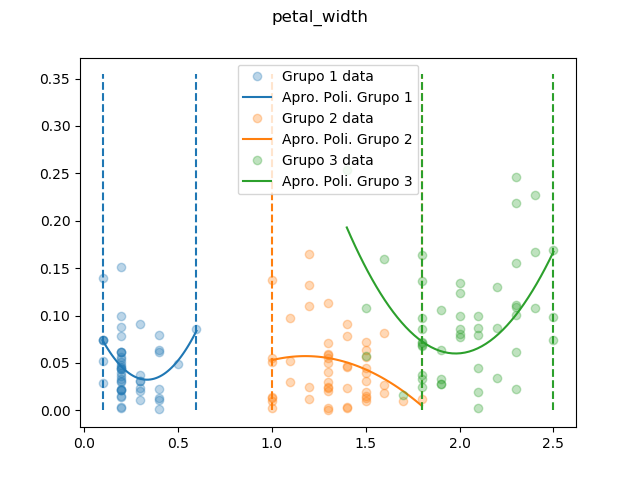 petal_width
0.35
0.30
0.25
0.20
0.15
0.10
0.05
0.00
Grupo 1 data
Apro. Poli. Grupo 1
Grupo 2 data
Apro. Poli. Grupo 2
Grupo 3 data
Apro. Poli. Grupo 3
0.0 0.5 1.0 1.5 2.0 2.5